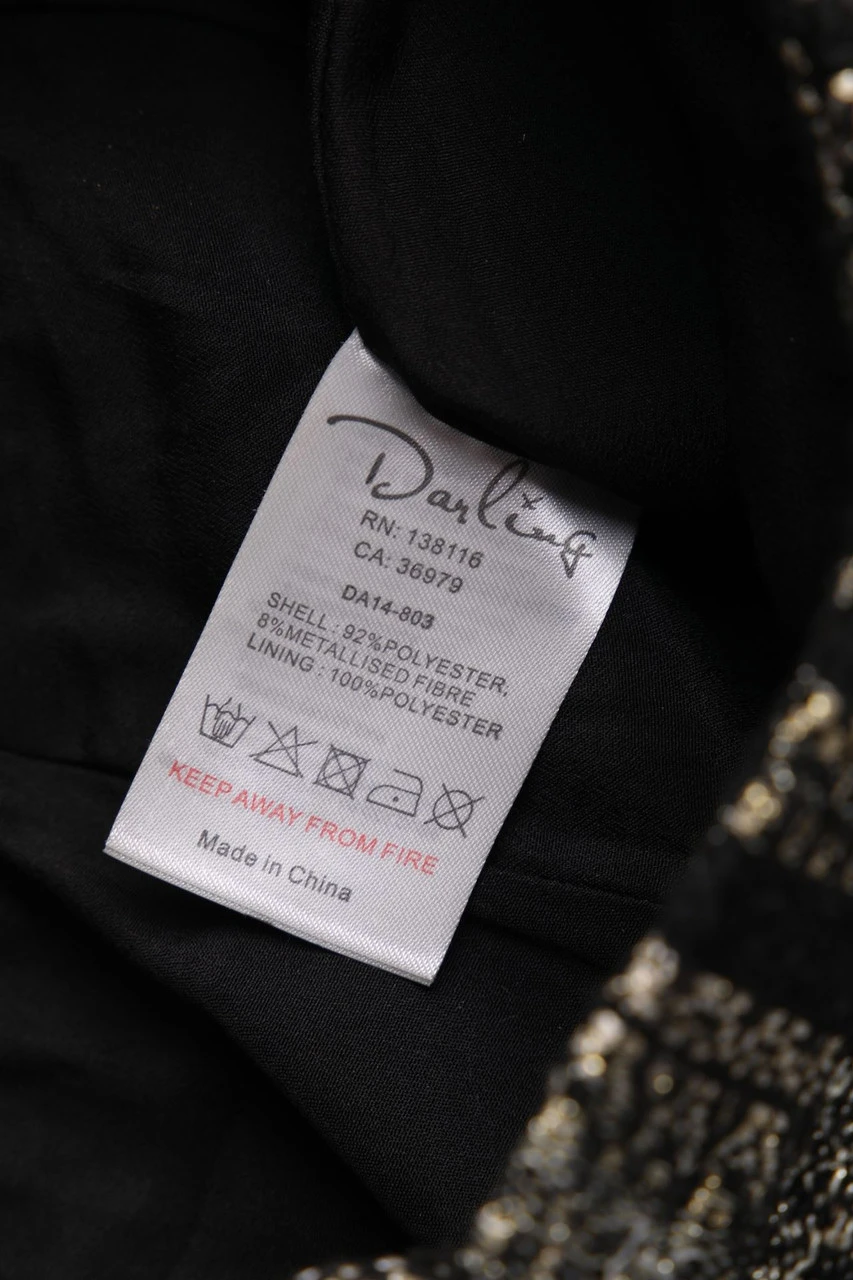 Darling
RN: 138116
CA: 36979
DA14-803
SHELL : 92%POLYESTER,
8%METALLISED FIBRE
LINING : 100%POLYESTER
KEEP AWAY FROM FIRE
Made in China